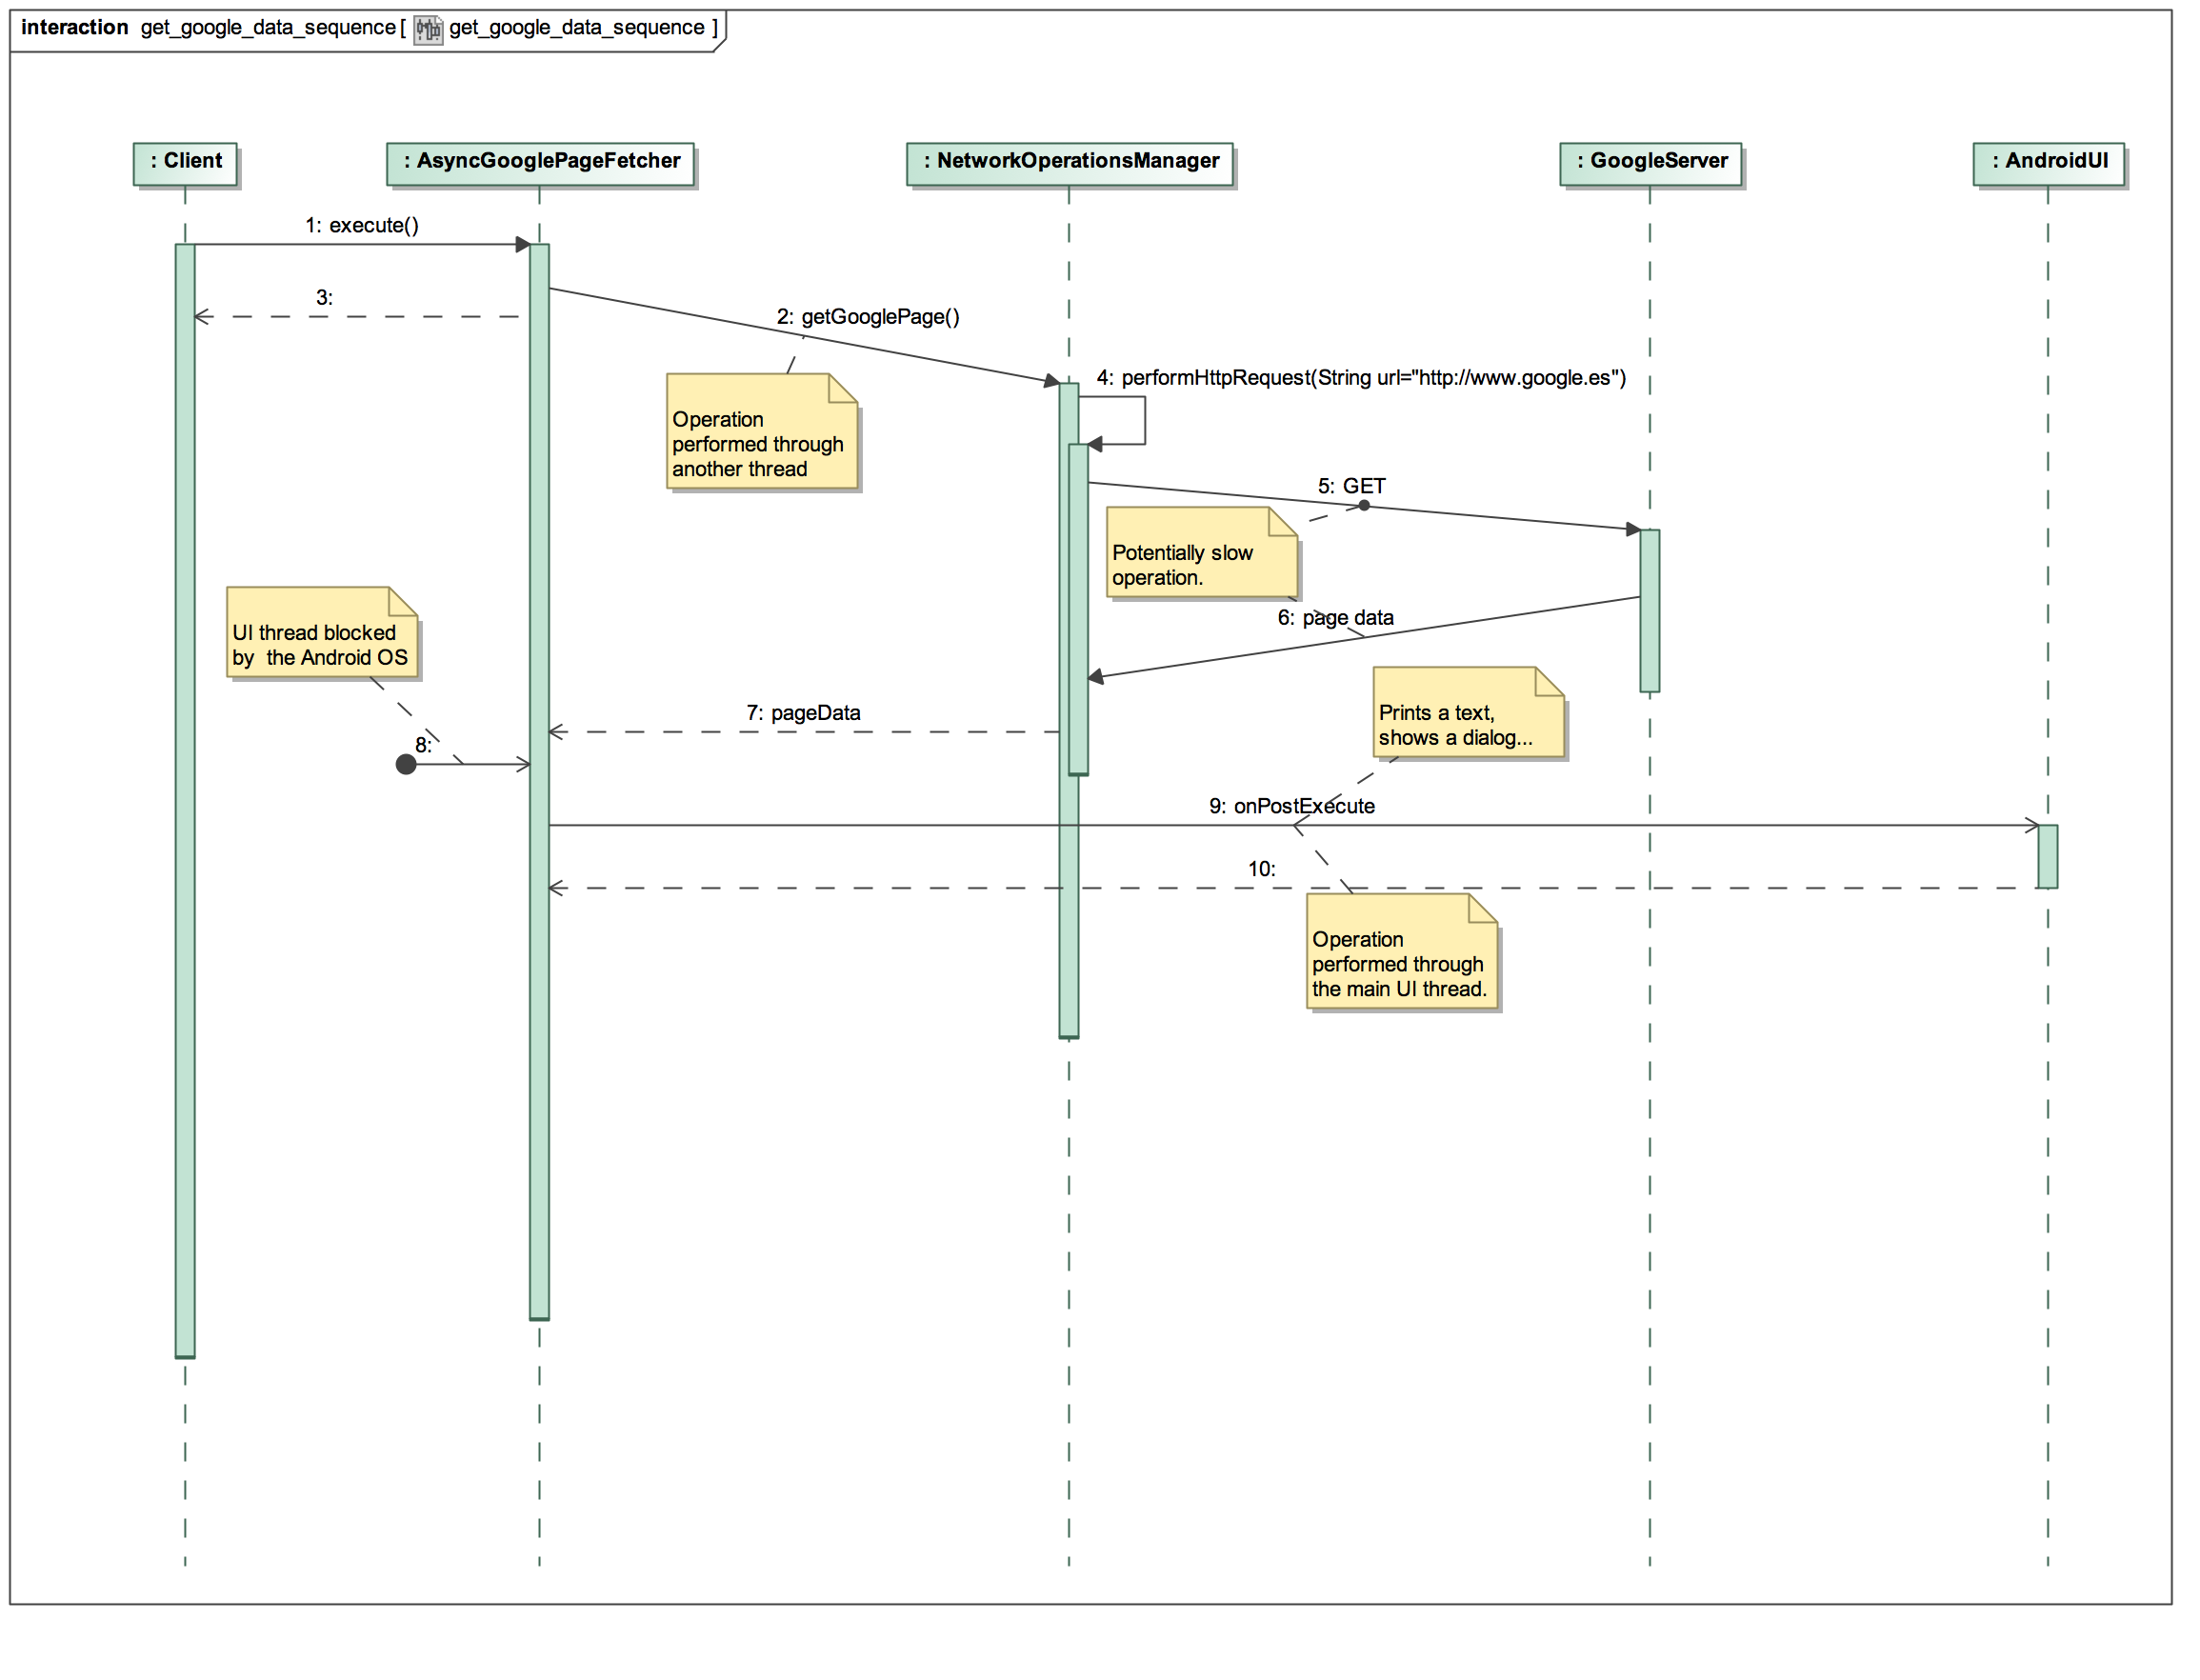 interaction get_google_data_sequence [ get_google_data_sequence ]
: Client
: AsyncGooglePageFetcher
: NetworkOperationsManager
: GoogleServer
: AndroidUI
1: execute()
3:
2: getGooglePage()
4: performHttpRequest(String url="http://www.google.es")
Operation
performed through
another thread
5: GET
Potentially slow
operation.
6: page data
UI thread blocked
by  the Android OS
7: pageData
Prints a text,
shows a dialog...
8:
9: onPostExecute
10:
Operation
performed through
the main UI thread.